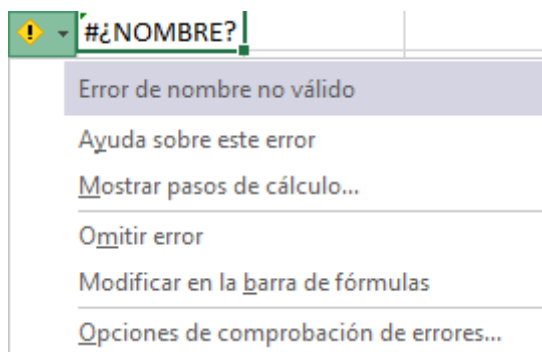 #¿NOMBRE?
Error de nombre no válido
Ayuda sobre este error
Mostrar pasos de cálculo...
Omitir error
Modificar en la barra de fórmulas
Opciones de comprobación de errores...